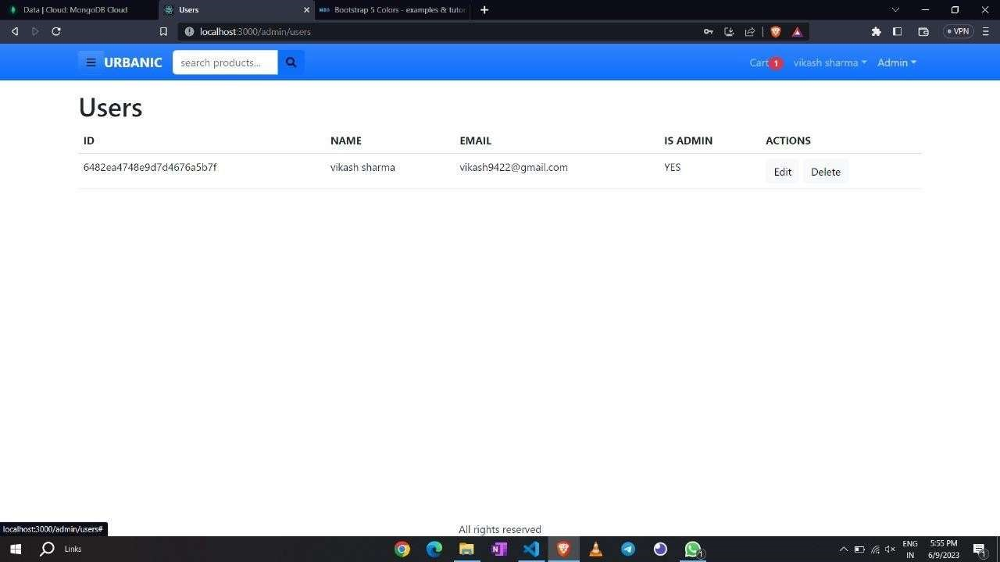 Data | Cloud: MongoDB Cloud
Users
Bootstrap 5 Colors - examples & tutor
localhost:3000/admin/users
VPN
URBANIC
search products...
Cart 1
vikash sharma
Admin
Users
ID NAME EMAIL IS ADMIN ACTIONS
6482ea4748e9d7d4676a5b7f vikash sharma vikash9422@gmail.com YES Edit Delete
All rights reserved
localhost:3000/admin/users#
Links
ENG
IN
5:55 PM
6/9/2023